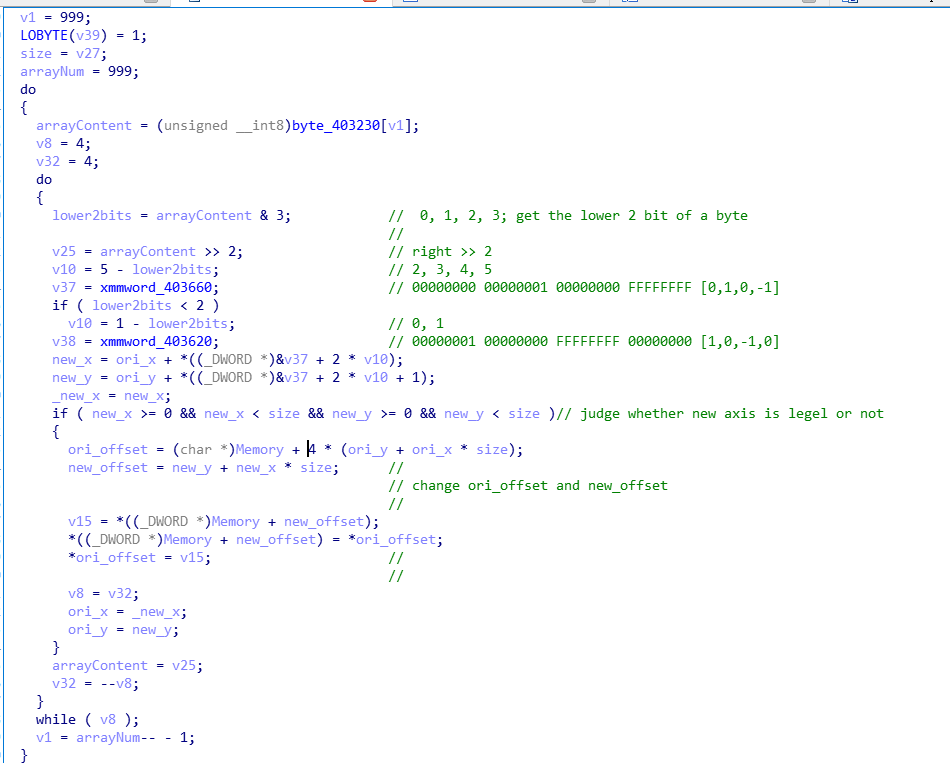 v1 = 999;
LOBYTE(v39) = 1;
size = v27;
arrayNum = 999;
do
{
  arrayContent = (unsigned __int8)byte_403230[v1];
  v8 = 4;
  v32 = 4;
  do
  {
    lower2bits = arrayContent & 3;            //  0, 1, 2, 3; get the lower 2 bit of a byte
                                              //
    v25 = arrayContent >> 2;                  // right >> 2
    v10 = 5 - lower2bits;                     // 2, 3, 4, 5
    v37 = xmmword_403660;                     // 00000000 00000001 00000000 FFFFFFFF [0,1,0,-1]
    if ( lower2bits < 2 )
      v10 = 1 - lower2bits;                   // 0, 1
    v38 = xmmword_403620;                     // 00000001 00000000 FFFFFFFF 00000000 [1,0,-1,0]
    new_x = ori_x + *((_DWORD *)&v37 + 2 * v10);
    new_y = ori_y + *((_DWORD *)&v37 + 2 * v10 + 1);
    _new_x = new_x;
    if ( new_x >= 0 && new_x < size && new_y >= 0 && new_y < size )// judge whether new axis is legel or not
    {
      ori_offset = (char *)Memory + 4 * (ori_y + ori_x * size);
      new_offset = new_y + new_x * size;      //
                                              // change ori_offset and new_offset
                                              //
      v15 = *((_DWORD *)Memory + new_offset);
      *((_DWORD *)Memory + new_offset) = *ori_offset;
      *ori_offset = v15;                      //
                                              //
      v8 = v32;
      ori_x = _new_x;
      ori_y = new_y;
    }
    arrayContent = v25;
    v32 = --v8;
  }
  while ( v8 );
  v1 = arrayNum-- - 1;
}